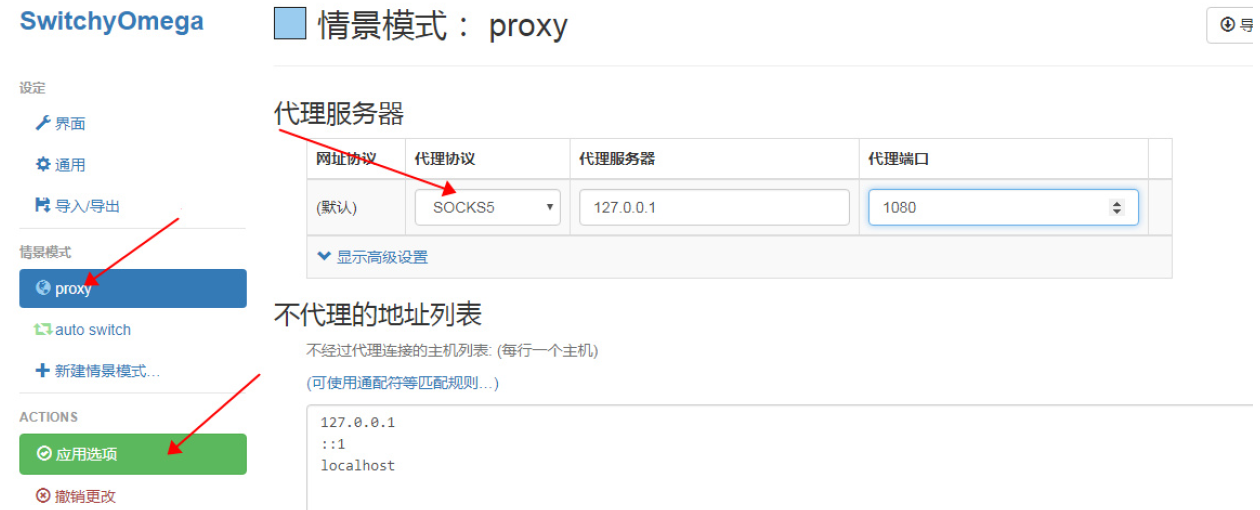 SwitchyOmega
设定
界面
通用
导入/导出
情景模式
proxy
auto switch
新建情景模式...
ACTIONS
应用选项
撤销更改
情景模式： proxy
导
代理服务器
网址协议 代理协议 代理服务器 代理端口
(默认) SOCKS5 127.0.0.1 1080
显示高级设置
不代理的地址列表
不经过代理连接的主机列表: (每行一个主机)
(可使用通配符等匹配规则...)
127.0.0.1
::1
localhost